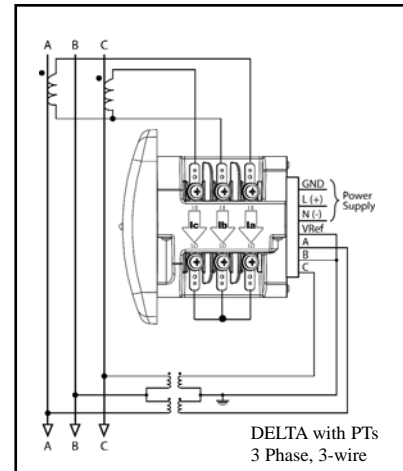 A B C
GND
L (+)
N (-)
Power
Supply
VRef
A
B
C
Ic Ib Ia
A B C
DELTA with PTs
3 Phase, 3-wire